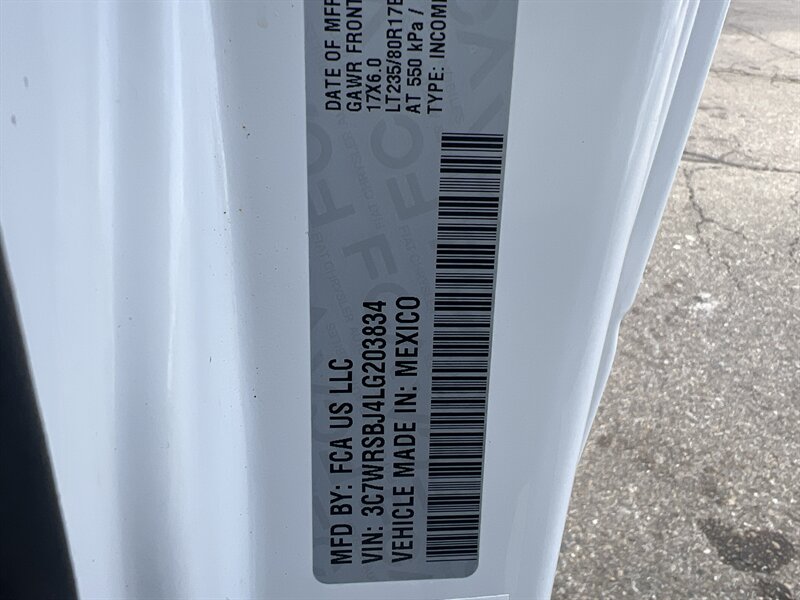 MFD BY: FCA US LLC
DATE OF MFR
GAWR FRONT
17X6.0
LT235/80R17E
AT 550 kPa /
TYPE: INCOM
VIN: 3C7WRSBJ4LG203834
VEHICLE MADE IN: MEXICO